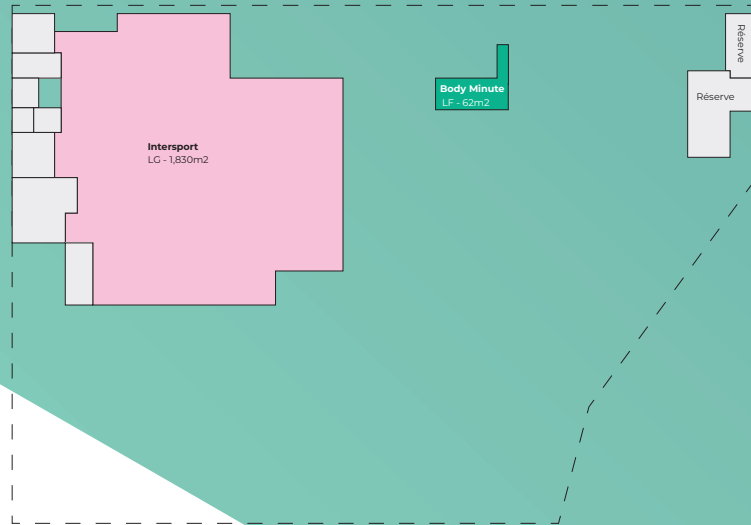 Intersport
LG - 1,830m2
Body Minute
LF - 62m2
Réserve
Réserve